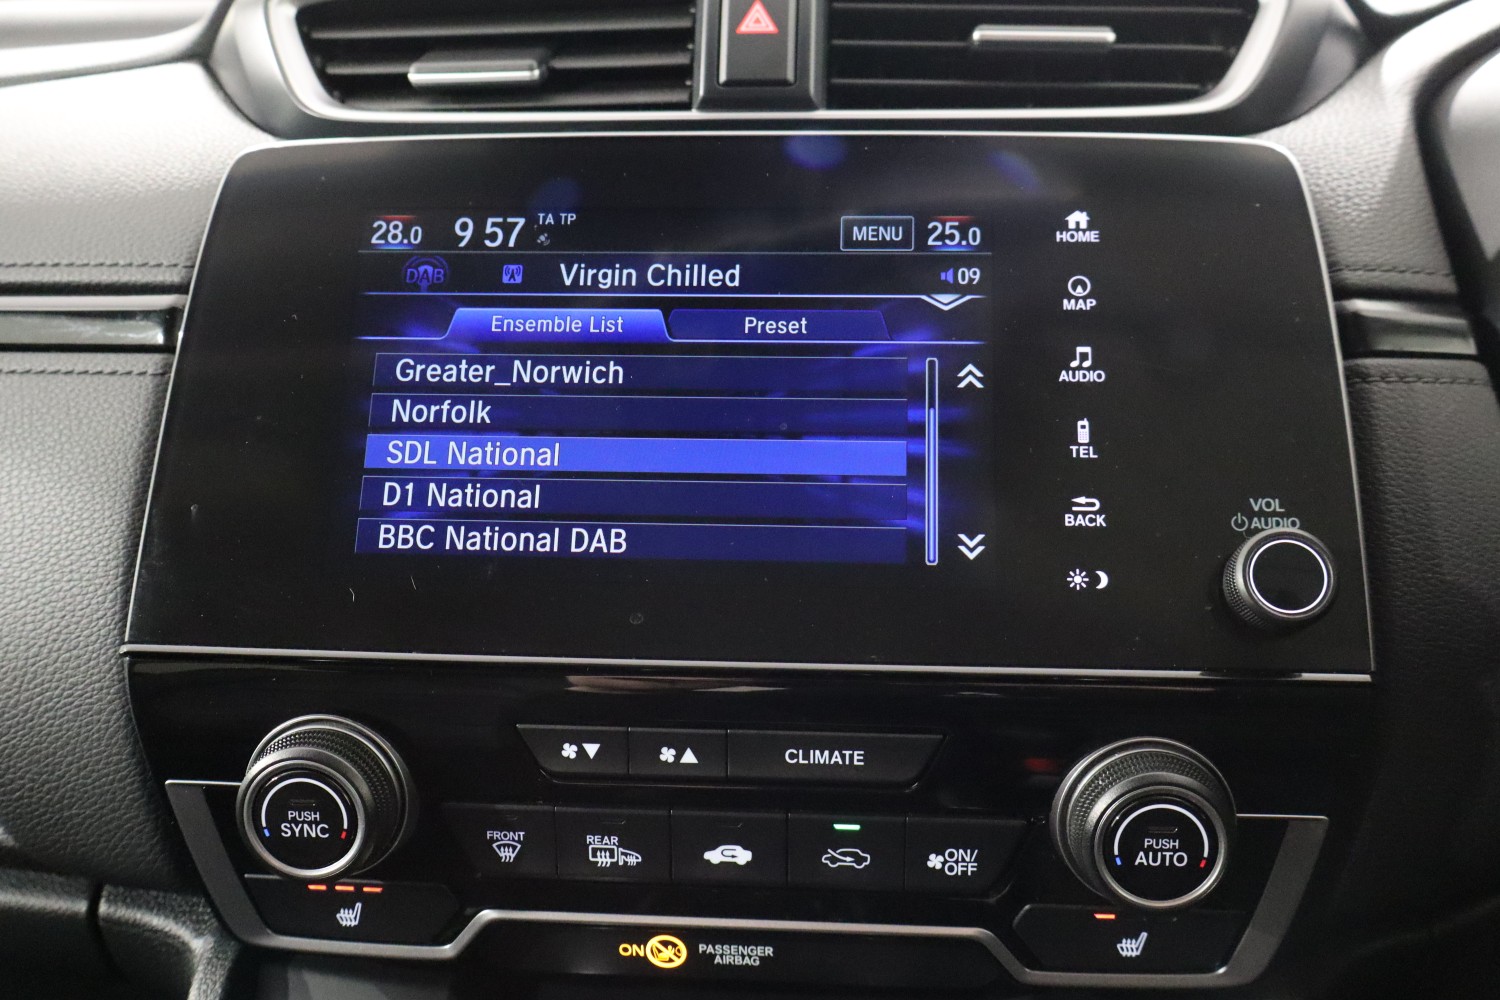 28.0 9 57 TA TP MENU 25.0
DAB Virgin Chilled 09
Ensemble List Preset
Greater_Norwich
Norfolk
SDL National
D1 National
BBC National DAB
HOME
MAP
AUDIO
TEL
BACK
VOL
AUDIO
CLIMATE
PUSH
SYNC
FRONT
REAR
ON/
OFF
PUSH
AUTO
ON PASSENGER
AIRBAG